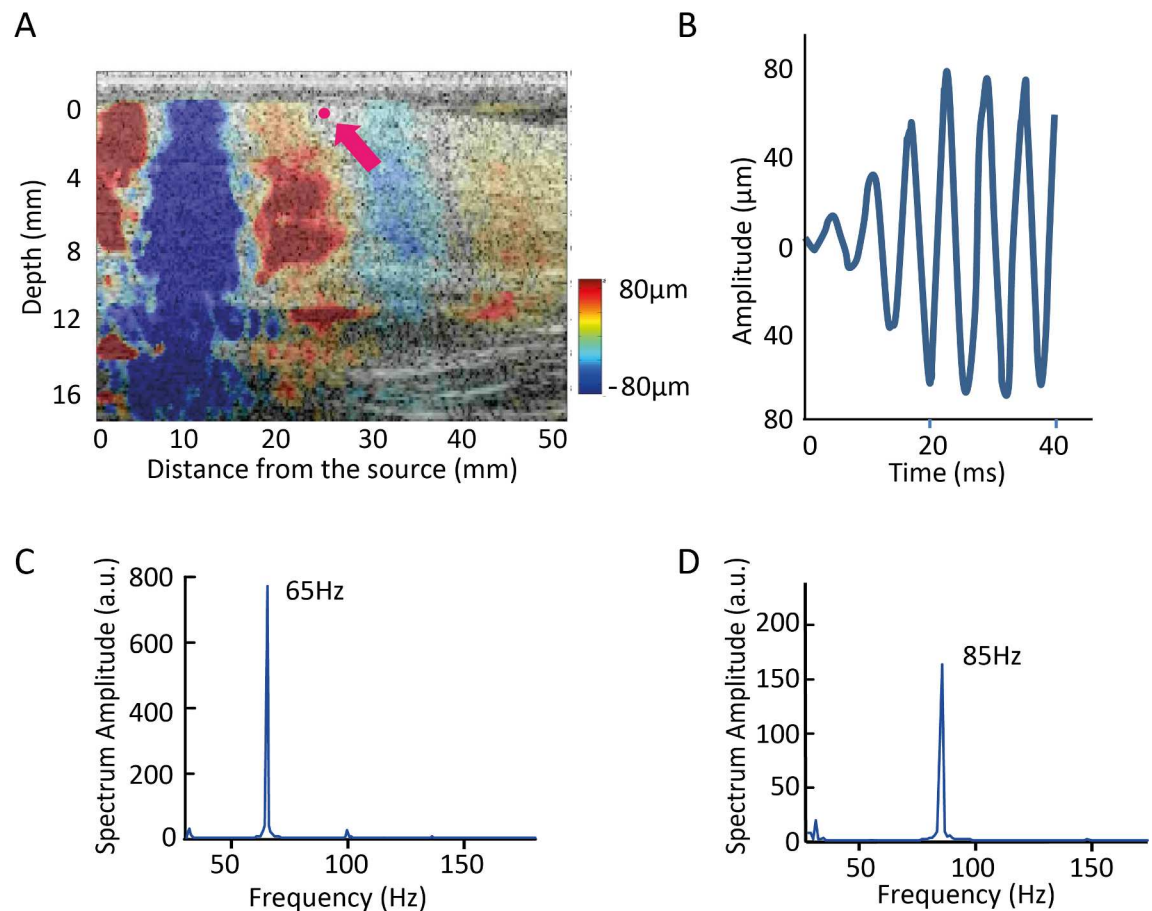 A
0
4
8
12
16
Depth (mm)
0 10 20 30 40 50
Distance from the source (mm)
80µm
-80µm
B
80
40
0
40
80
Amplitude (µm)
0 20 40
Time (ms)
C
800
600
400
200
0
Spectrum Amplitude (a.u.)
65Hz
50 100 150
Frequency (Hz)
D
200
150
100
50
0
Spectrum Amplitude (a.u.)
85Hz
50 100 150
Frequency (Hz)